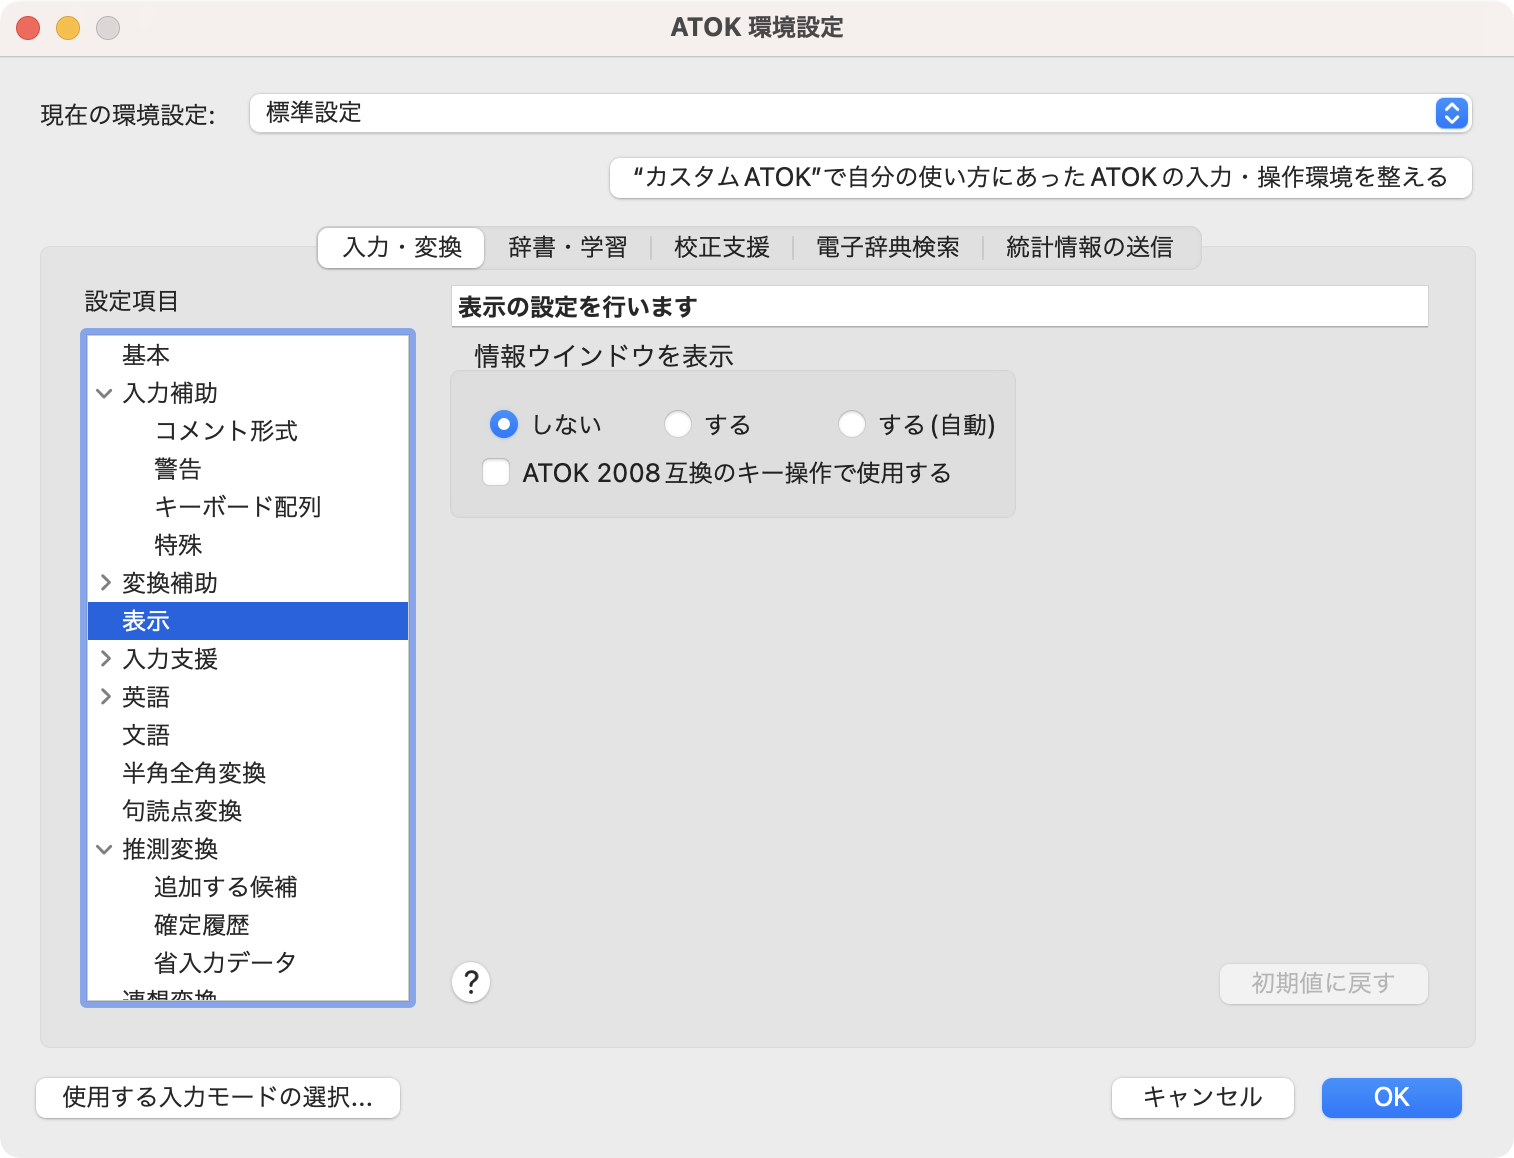 ATOK 環境設定
現在の環境設定:
標準設定
“カスタムATOK”で自分の使い方にあったATOKの入力・操作環境を整える
入力・変換
辞書・学習
校正支援
電子辞典検索
統計情報の送信
設定項目
基本
入力補助
コメント形式
警告
キーボード配列
特殊
変換補助
表示
入力支援
英語
文語
半角全角変換
句読点変換
推測変換
追加する候補
確定履歴
省入力データ
連想変換
表示の設定を行います
情報ウインドウを表示
しない
する
する(自動)
ATOK 2008互換のキー操作で使用する
?
初期値に戻す
使用する入力モードの選択...
キャンセル
OK